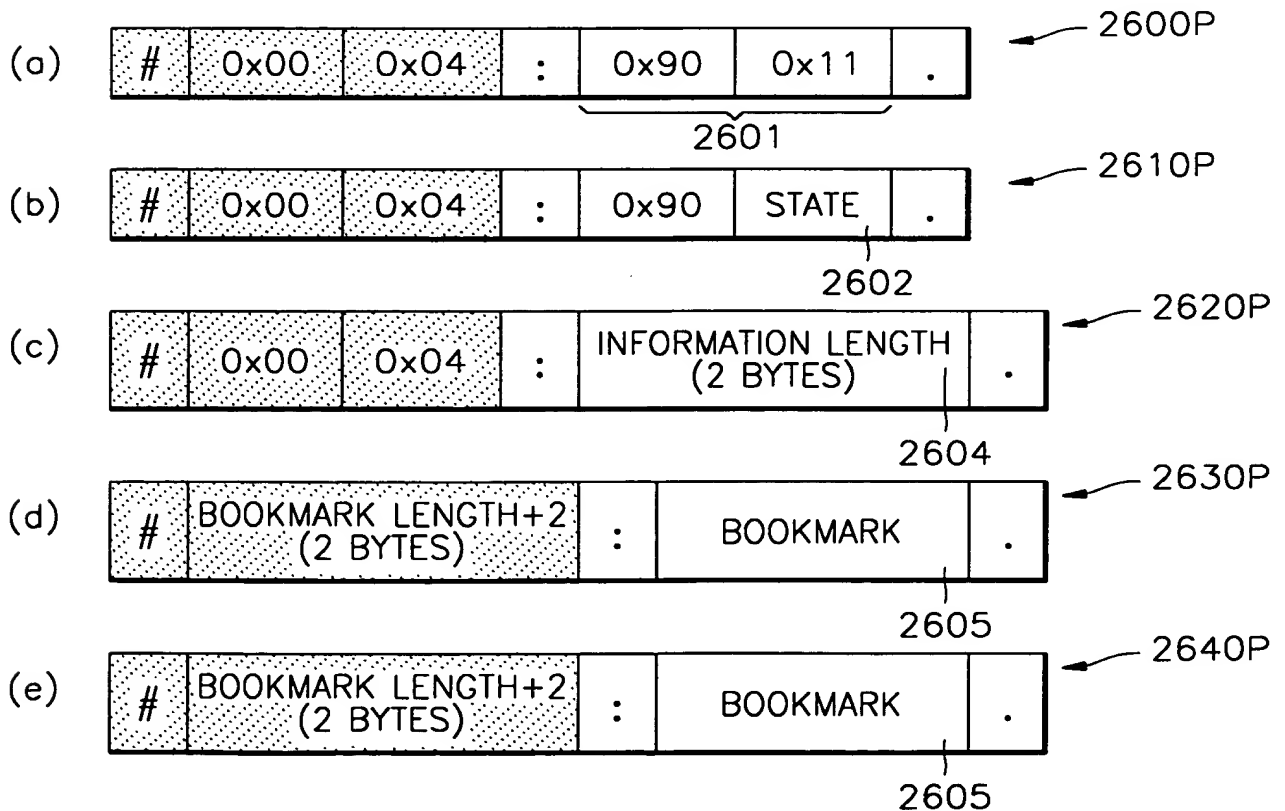 (a) # 0x00 0x04 : 0x90 0x11 . 2600P
2601
(b) # 0x00 0x04 : 0x90 STATE . 2610P
2602
(c) # 0x00 0x04 : INFORMATION LENGTH (2 BYTES) . 2620P
2604
(d) # BOOKMARK LENGTH+2 (2 BYTES) : BOOKMARK . 2630P
2605
(e) # BOOKMARK LENGTH+2 (2 BYTES) : BOOKMARK . 2640P
2605